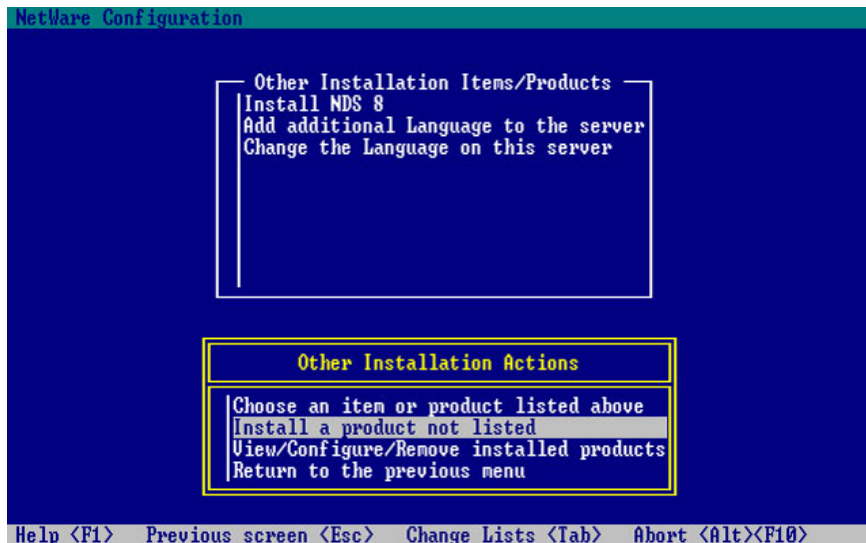 NetWare Configuration
Other Installation Items/Products
Install NDS 8
Add additional Language to the server
Change the Language on this server
Other Installation Actions
Choose an item or product listed above
Install a product not listed
View/Configure/Remove installed products
Return to the previous menu
Help <F1> Previous screen <Esc> Change Lists <Tab> Abort <Alt><F10>